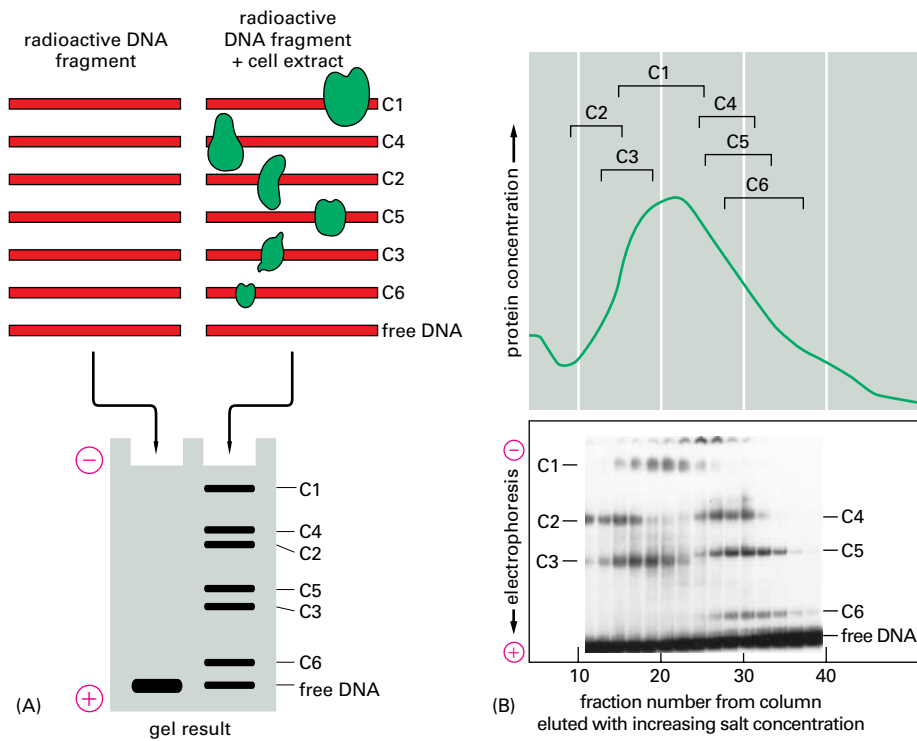 radioactive DNA
fragment
radioactive
DNA fragment
+ cell extract
C1
C4
C2
C5
C3
C6
free DNA
−
+
C1
C4
C2
C5
C3
C6
free DNA
(A)
gel result
protein concentration
C1
C2
C4
C3
C5
C6
electrophoresis
−
+
C1
C2
C3
C4
C5
C6
free DNA
10 20 30 40
(B)
fraction number from column
eluted with increasing salt concentration